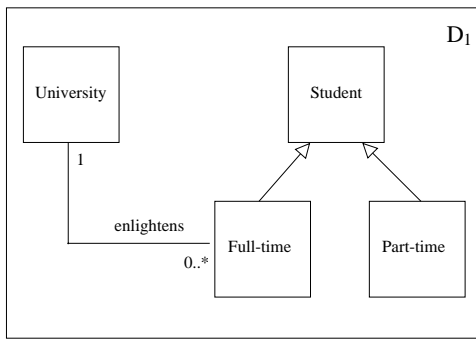 D1
University
Student
1
enlightens
0..*
Full-time
Part-time